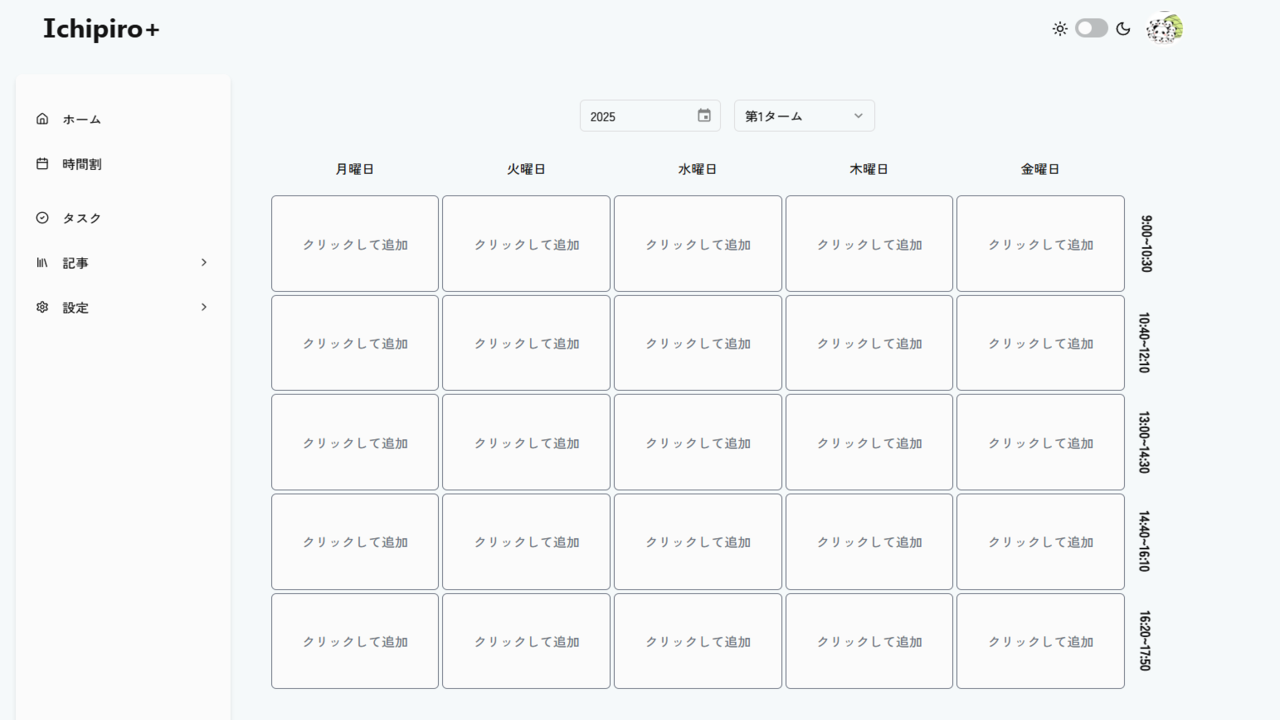 Ichipiro+
ホーム
時間割
タスク
記事
設定
2025
第1ターム
月曜日 火曜日 水曜日 木曜日 金曜日
クリックして追加 クリックして追加 クリックして追加 クリックして追加 クリックして追加 9:00~10:30
クリックして追加 クリックして追加 クリックして追加 クリックして追加 クリックして追加 10:40~12:10
クリックして追加 クリックして追加 クリックして追加 クリックして追加 クリックして追加 13:00~14:30
クリックして追加 クリックして追加 クリックして追加 クリックして追加 クリックして追加 14:40~16:10
クリックして追加 クリックして追加 クリックして追加 クリックして追加 クリックして追加 16:20~17:50